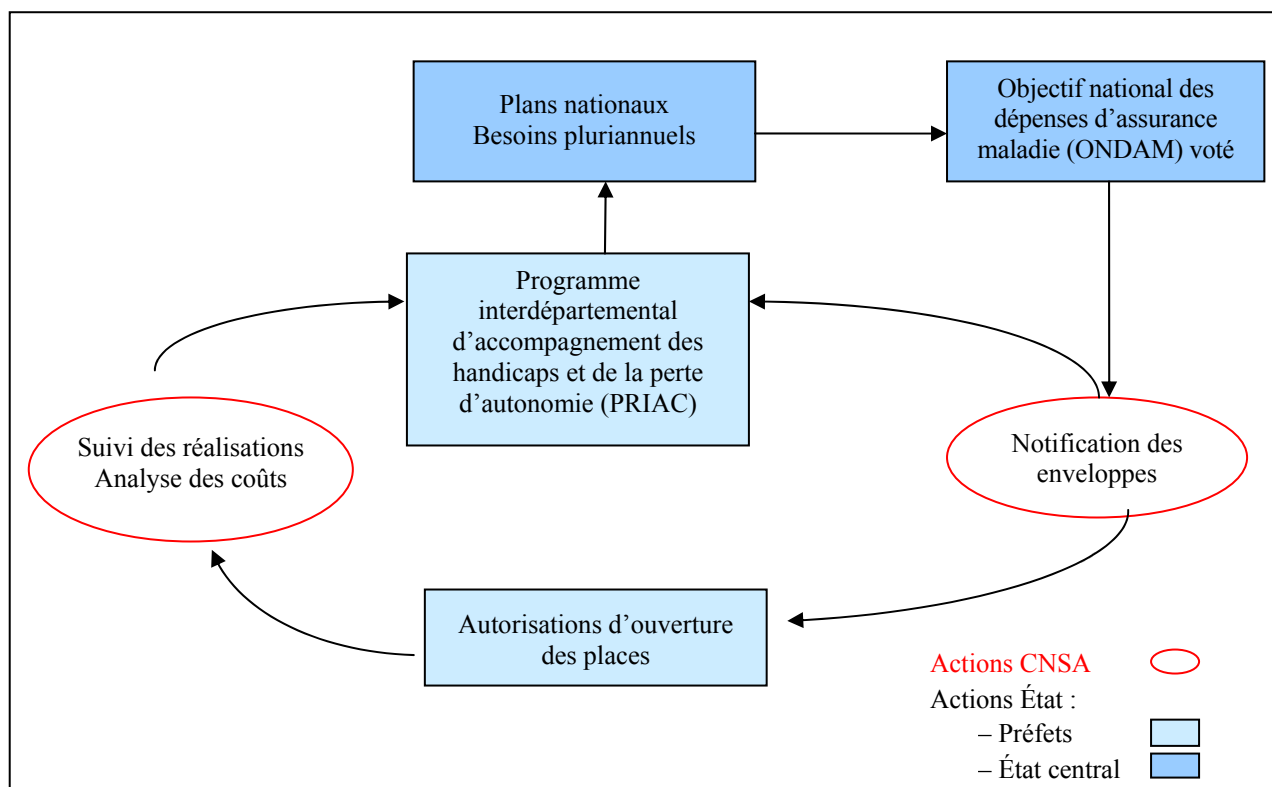 Plans nationaux
Besoins pluriannuels
Objectif national des
dépenses d’assurance
maladie (ONDAM) voté
Programme
interdépartemental
d’accompagnement des
handicaps et de la perte
d’autonomie (PRIAC)
Suivi des réalisations
Analyse des coûts
Notification des
enveloppes
Autorisations d’ouverture
des places
Actions CNSA
Actions État :
– Préfets
– État central